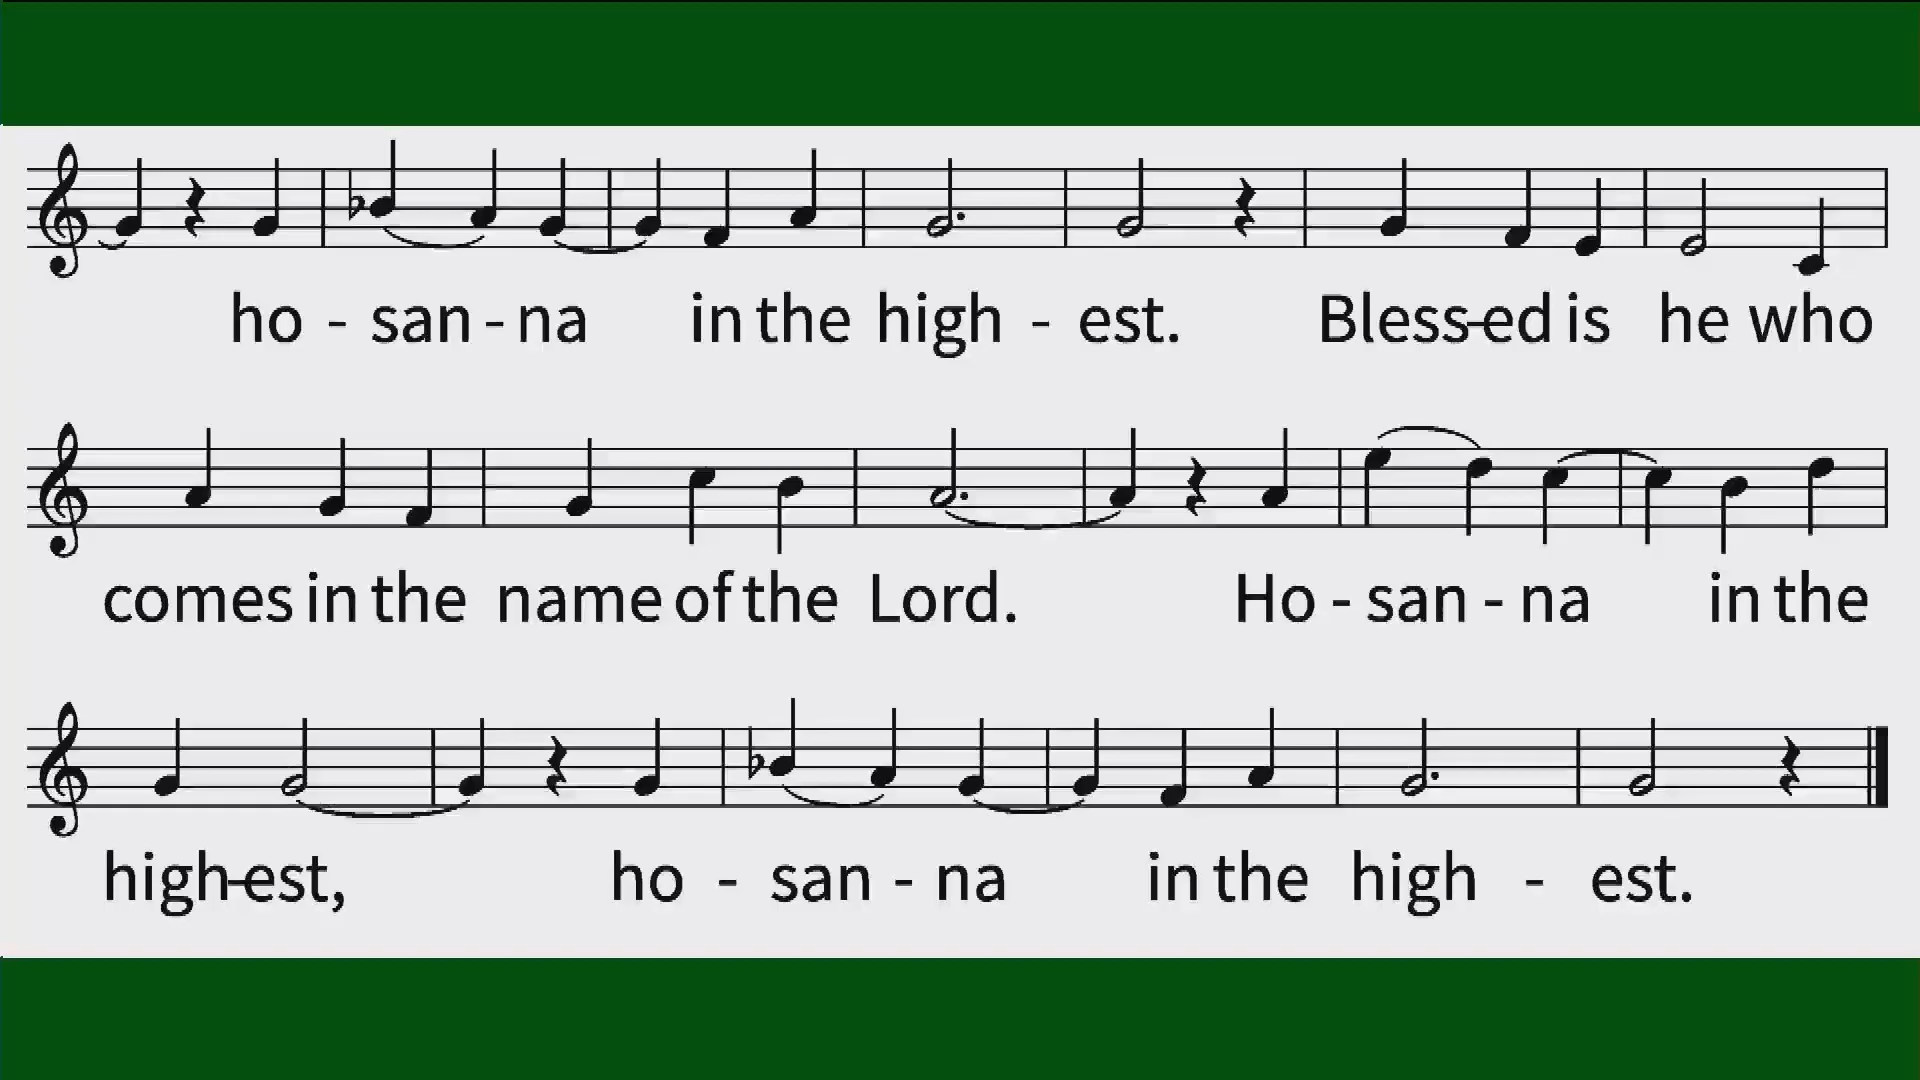 ho - san - na in the high - est. Bless-ed is he who
comes in the name of the Lord. Ho - san - na in the
high-est, ho - san - na in the high - est.